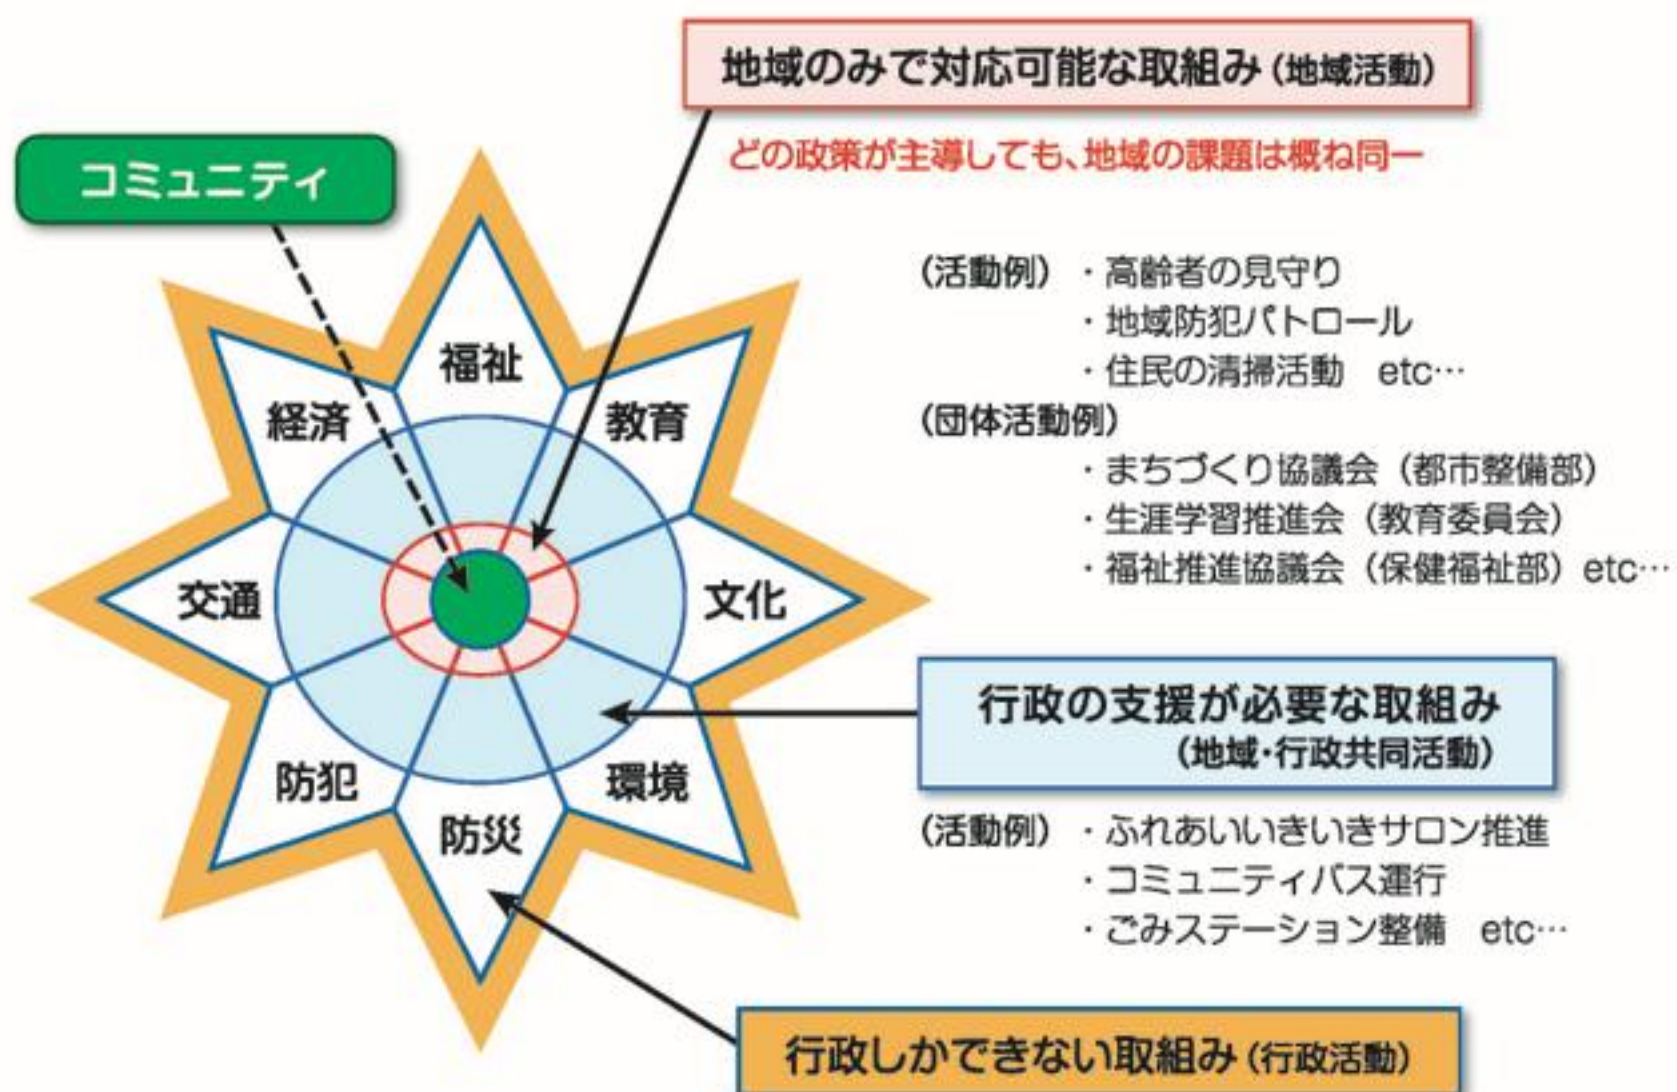 地域のみで対応可能な取組み（地域活動）
どの政策が主導しても、地域の課題は概ね同一
コミュニティ
（活動例）・高齢者の見守り
・地域防犯パトロール
・住民の清掃活動　etc…
（団体活動例）
・まちづくり協議会（都市整備部）
・生涯学習推進会（教育委員会）
・福祉推進協議会（保健福祉部）etc…
福祉
経済
教育
交通
文化
防犯
環境
防災
行政の支援が必要な取組み
（地域・行政共同活動）
（活動例）・ふれあいいきいきサロン推進
・コミュニティバス運行
・ごみステーション整備　etc…
行政しかできない取組み（行政活動）